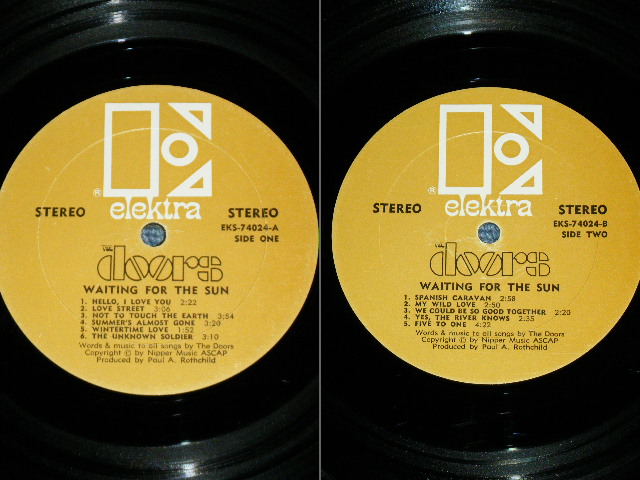 ®
elektra
STEREO STEREO
EKS-74024-A
SIDE ONE
THE doors
WAITING FOR THE SUN
1. HELLO, I LOVE YOU 2:22
2. LOVE STREET 3:06
3. NOT TO TOUCH THE EARTH 3:54
4. SUMMER'S ALMOST GONE 3:20
5. WINTERTIME LOVE 1:52
6. THE UNKNOWN SOLDIER 3:10
Words & music to all songs by The Doors
Copyright © by Nipper Music ASCAP
Produced by Paul A. Rothchild
®
elektra
STEREO STEREO
EKS-74024-B
SIDE TWO
THE doors
WAITING FOR THE SUN
1. SPANISH CARAVAN 2:58
2. MY WILD LOVE 2:50
3. WE COULD BE SO GOOD TOGETHER 2:20
4. YES, THE RIVER KNOWS 2:35
5. FIVE TO ONE 4:22
Words & music to all songs by The Doors
Copyright © by Nipper Music ASCAP
Produced by Paul A. Rothchild